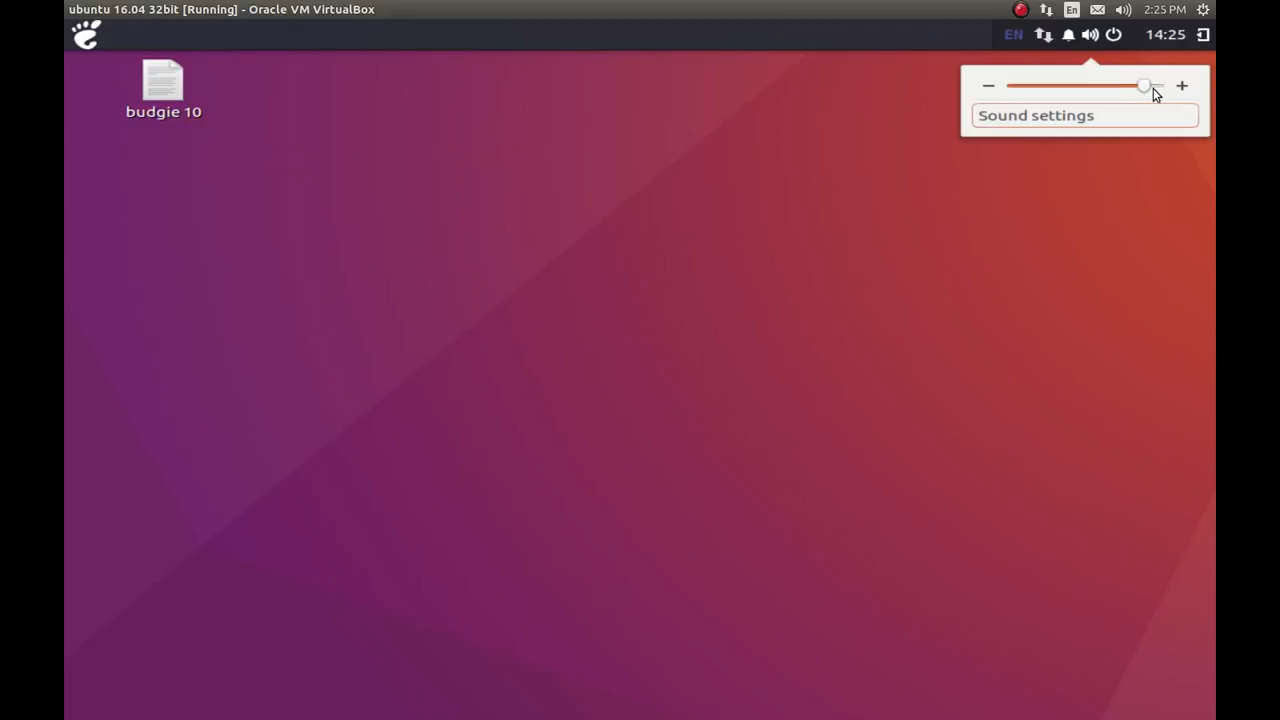 ubuntu 16.04 32bit [Running] - Oracle VM VirtualBox
En
2:25 PM
EN
14:25
budgie 10
Sound settings